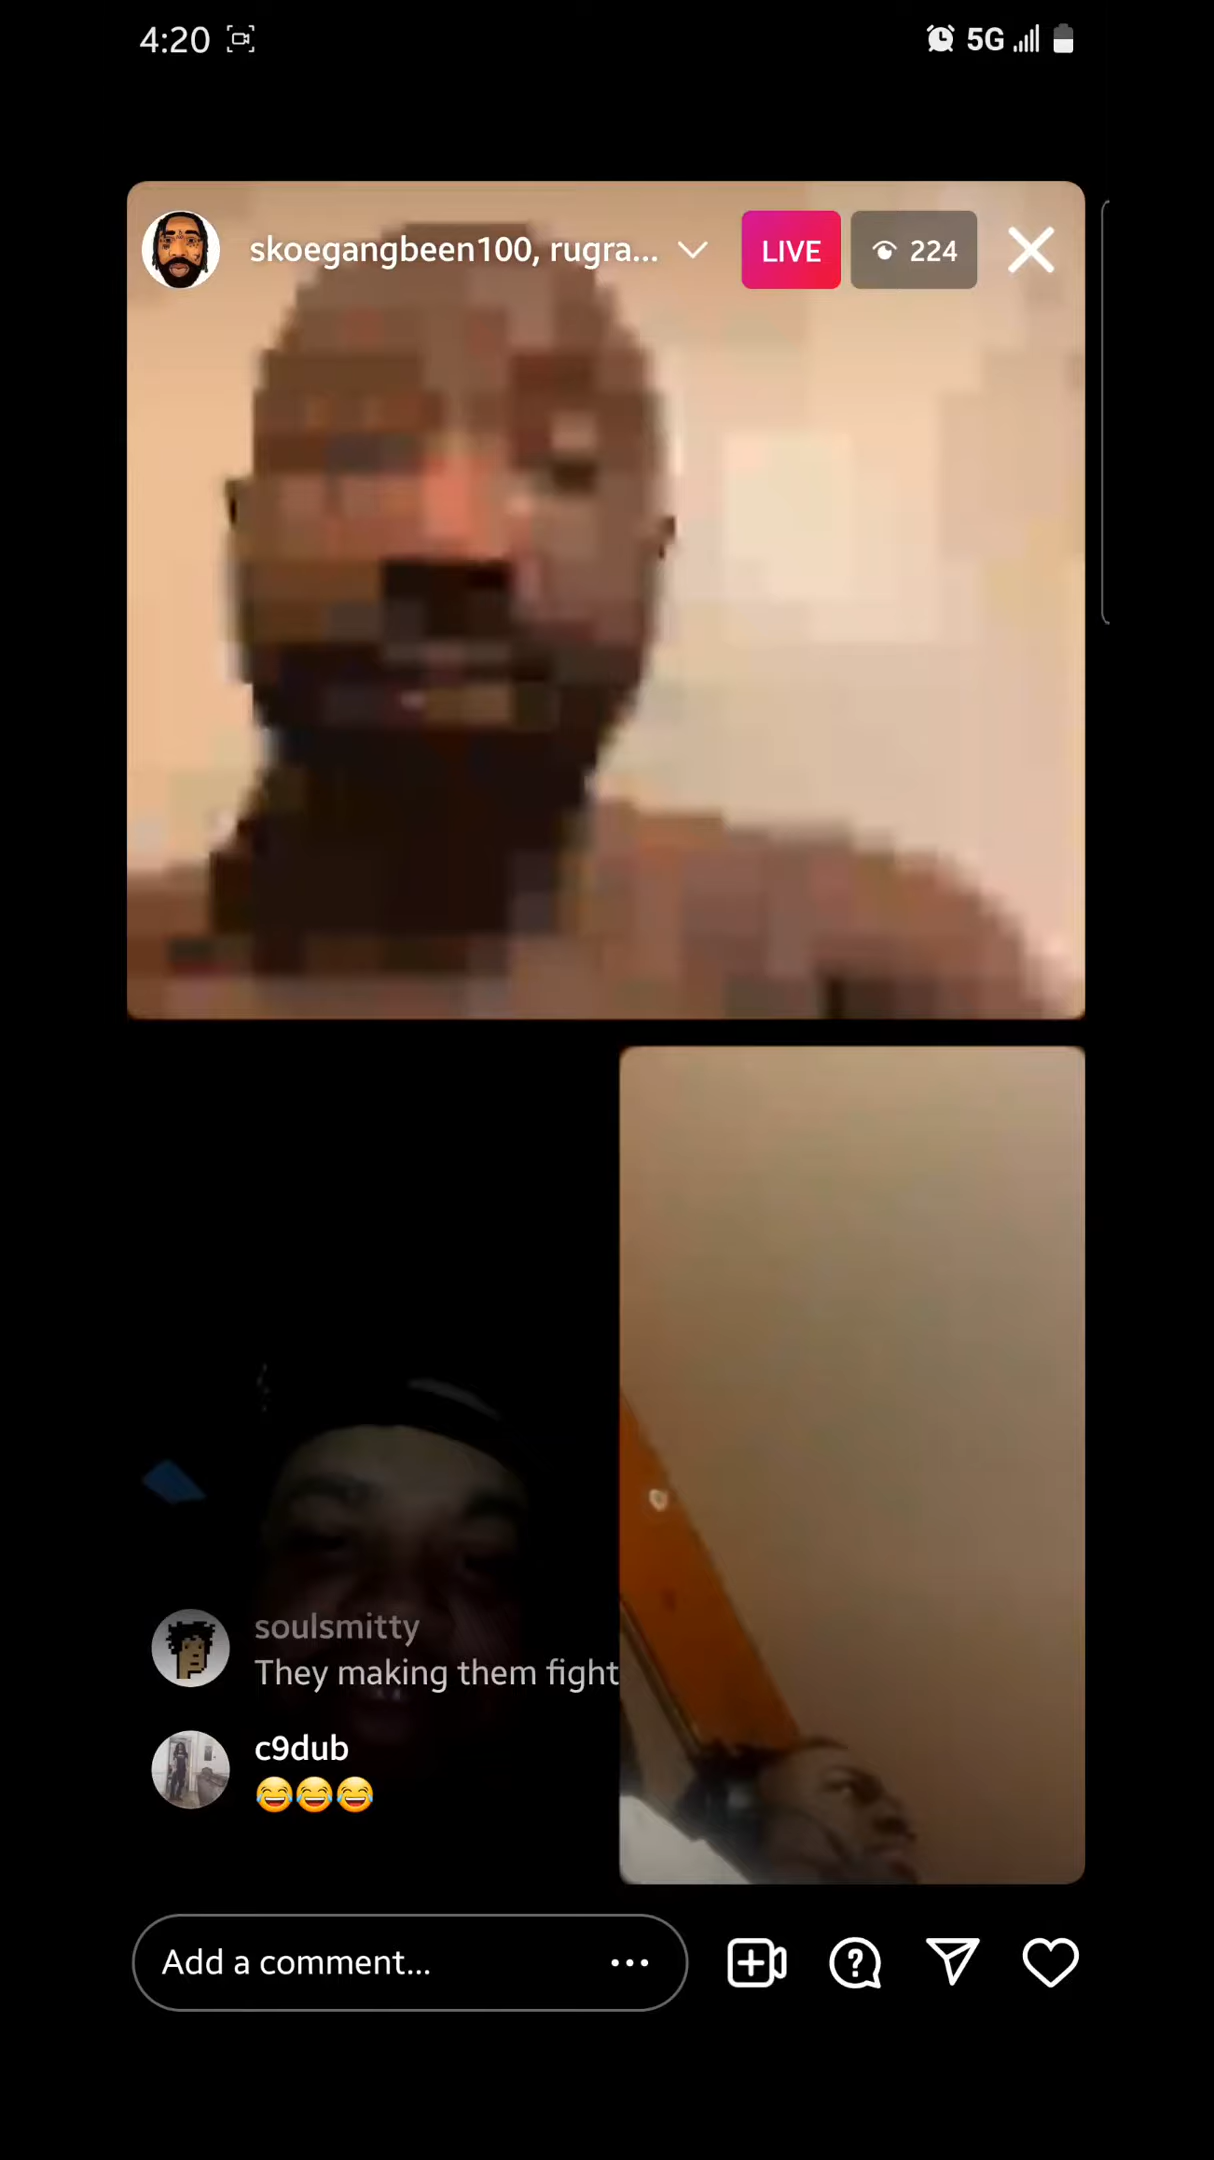 4:20
5G
skoegangbeen100, rugra...
LIVE
224
soulsmitty
They making them fight
c9dub
😂😂😂
Add a comment...